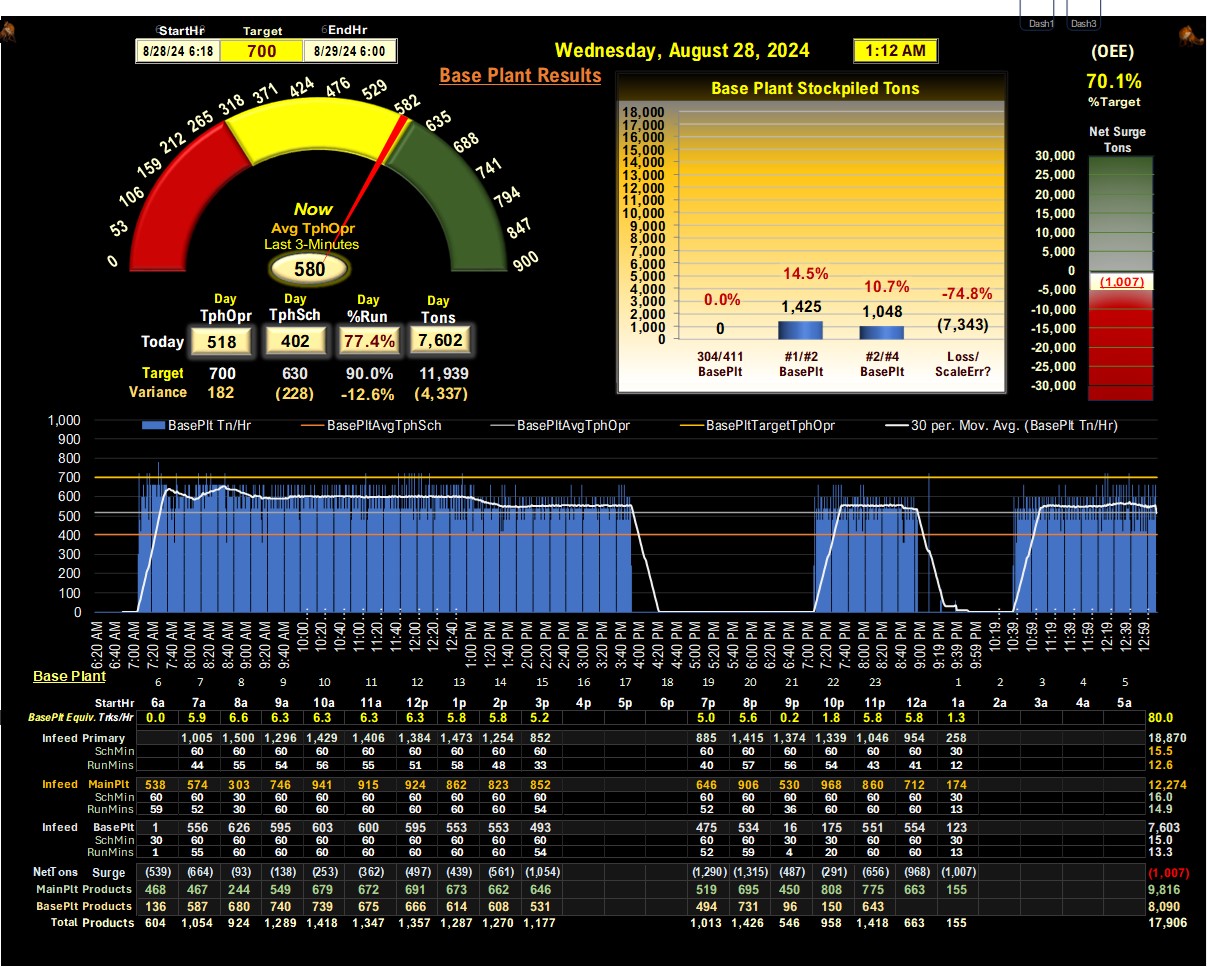 Dash1 Dash3
StartHr Target EndHr
8/28/24 6:18 700 8/29/24 6:00
Wednesday, August 28, 2024 1:12 AM
(OEE)
70.1%
%Target
Base Plant Results
Base Plant Stockpiled Tons
0 53 106 159 212 265 318 371 424 476 529 582 635 688 741 794 847 900
Now
Avg TphOpr
Last 3-Minutes
580
Day TphOpr Day TphSch Day %Run Day Tons
Today 518 402 77.4% 7,602
Target 700 630 90.0% 11,939
Variance 182 (228) -12.6% (4,337)
18,000
17,000
16,000
15,000
14,000
13,000
12,000
11,000
10,000
9,000
8,000
7,000
6,000
5,000
4,000
3,000
2,000
1,000
0
0.0% 14.5% 10.7% -74.8%
0 1,425 1,048 (7,343)
304/411 #1/#2 #2/#4 Loss/
BasePlt BasePlt BasePlt ScaleErr?
Net Surge
Tons
30,000
25,000
20,000
15,000
10,000
5,000
0
(1,007)
-5,000
-10,000
-15,000
-20,000
-25,000
-30,000
BasePlt Tn/Hr BasePltAvgTphSch BasePltAvgTphOpr BasePltTargetTphOpr 30 per. Mov. Avg. (BasePlt Tn/Hr)
1,000
900
800
700
600
500
400
300
200
100
0
6:20 AM 6:40 AM 7:00 AM 7:20 AM 7:40 AM 8:00 AM 8:20 AM 8:40 AM 9:00 AM 9:20 AM 9:40 AM 10:00... 10:20... 10:40... 11:00... 11:20... 11:40... 12:00... 12:20... 12:40... 1:00 PM 1:20 PM 1:40 PM 2:00 PM 2:20 PM 2:40 PM 3:00 PM 3:20 PM 3:40 PM 4:00 PM 4:20 PM 4:40 PM 5:00 PM 5:20 PM 5:40 PM 6:00 PM 6:20 PM 6:40 PM 7:00 PM 7:20 PM 7:40 PM 8:00 PM 8:20 PM 8:40 PM 9:00 PM 9:19 PM 9:39 PM 9:59 PM 10:19... 10:39... 10:59... 11:19... 11:39... 11:59... 12:19... 12:39... 12:59...
Base Plant
6 7 8 9 10 11 12 13 14 15 16 17 18 19 20 21 22 23 1 2 3 4 5
StartHr 6a 7a 8a 9a 10a 11a 12p 1p 2p 3p 4p 5p 6p 7p 8p 9p 10p 11p 12a 1a 2a 3a 4a 5a
BasePlt Equiv. Trks/Hr 0.0 5.9 6.6 6.3 6.3 6.3 6.3 5.8 5.8 5.2 5.0 5.6 0.2 1.8 5.8 5.8 1.3 80.0
Infeed Primary 1,005 1,500 1,296 1,429 1,406 1,384 1,473 1,254 852 885 1,415 1,374 1,339 1,046 954 258 18,870
SchMin 60 60 60 60 60 60 60 60 60 60 60 60 60 60 60 30 15.5
RunMins 44 55 54 56 55 51 58 48 33 40 57 56 54 43 41 12 12.6
Infeed MainPlt 538 574 303 746 941 915 924 862 823 852 646 906 530 968 860 712 174 12,274
SchMin 60 60 30 60 60 60 60 60 60 60 60 60 60 60 60 60 30 16.0
RunMins 59 52 30 60 60 60 60 60 60 54 52 60 36 60 60 60 13 14.9
Infeed BasePlt 1 556 626 595 603 600 595 553 553 493 475 534 16 175 551 554 123 7,603
SchMin 30 60 60 60 60 60 60 60 60 60 60 60 30 30 60 60 30 15.0
RunMins 1 55 60 60 60 60 60 60 60 54 52 59 4 20 60 60 13 13.3
NetTons Surge (539) (664) (93) (138) (253) (362) (497) (439) (561) (1,054) (1,290) (1,315) (487) (291) (656) (968) (1,007) (1,007)
MainPlt Products 468 467 244 549 679 672 691 673 662 646 519 695 450 808 775 663 155 9,816
BasePlt Products 136 587 680 740 739 675 666 614 608 531 494 731 96 150 643 8,090
Total Products 604 1,054 924 1,289 1,418 1,347 1,357 1,287 1,270 1,177 1,013 1,426 546 958 1,418 663 155 17,906